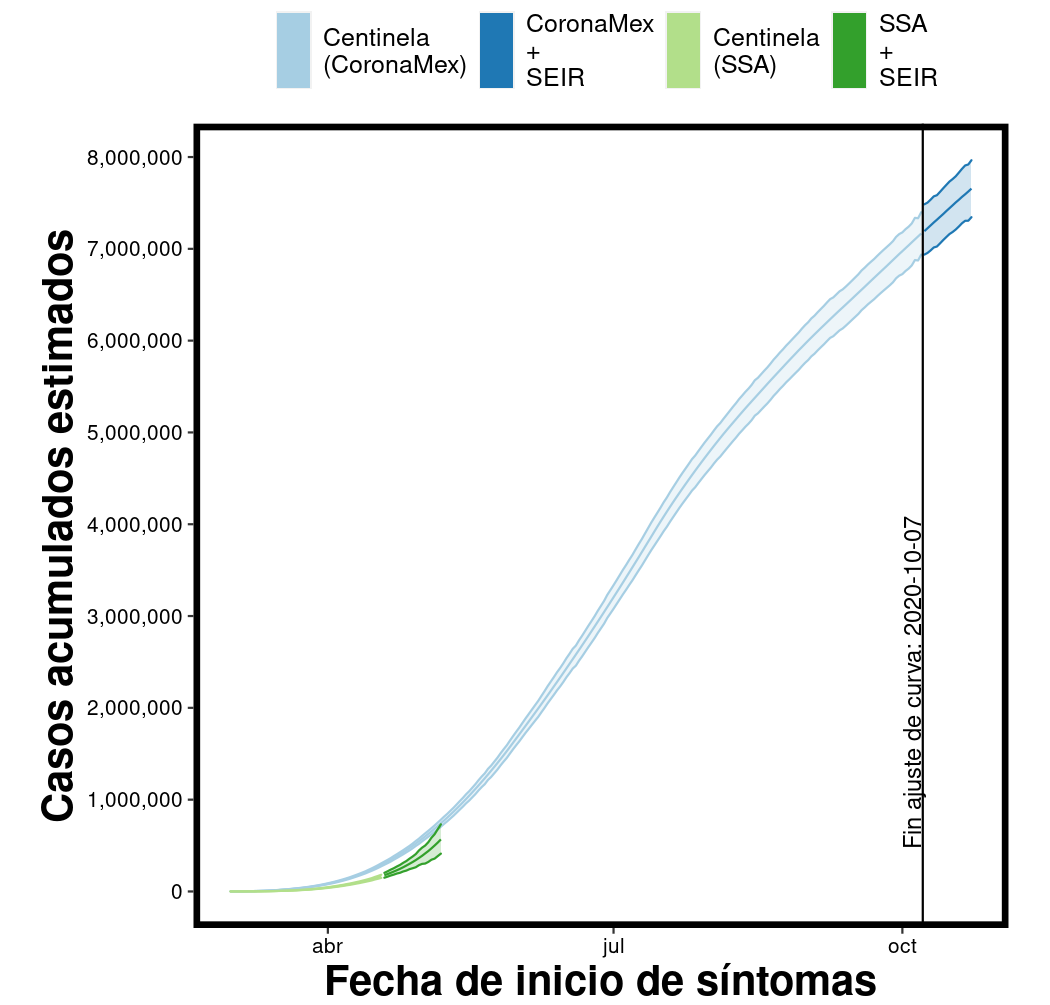 Centinela
(CoronaMex)
CoronaMex
+
SEIR
Centinela
(SSA)
SSA
+
SEIR
Casos acumulados estimados
8,000,000
7,000,000
6,000,000
5,000,000
4,000,000
3,000,000
2,000,000
1,000,000
0
Fin ajuste de curva: 2020-10-07
abr
jul
oct
Fecha de inicio de síntomas